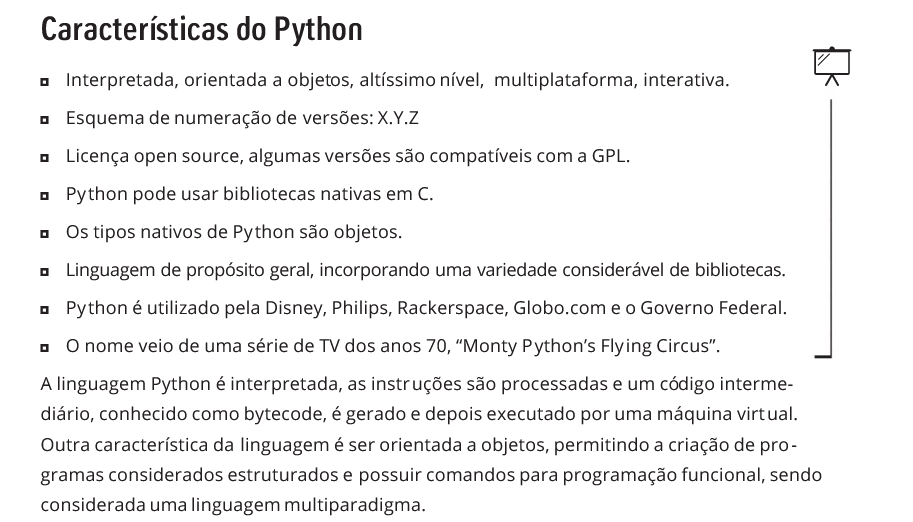 Características do Python
Interpretada, orientada a objetos, altíssimo nível, multiplataforma, interativa.
Esquema de numeração de versões: X.Y.Z
Licença open source, algumas versões são compatíveis com a GPL.
Python pode usar bibliotecas nativas em C.
Os tipos nativos de Python são objetos.
Linguagem de propósito geral, incorporando uma variedade considerável de bibliotecas.
Python é utilizado pela Disney, Philips, Rackerspace, Globo.com e o Governo Federal.
O nome veio de uma série de TV dos anos 70, “Monty Python’s Flying Circus”.
A linguagem Python é interpretada, as instruções são processadas e um código interme-
diário, conhecido como bytecode, é gerado e depois executado por uma máquina virtual.
Outra característica da linguagem é ser orientada a objetos, permitindo a criação de pro-
gramas considerados estruturados e possuir comandos para programação funcional, sendo
considerada uma linguagem multiparadigma.